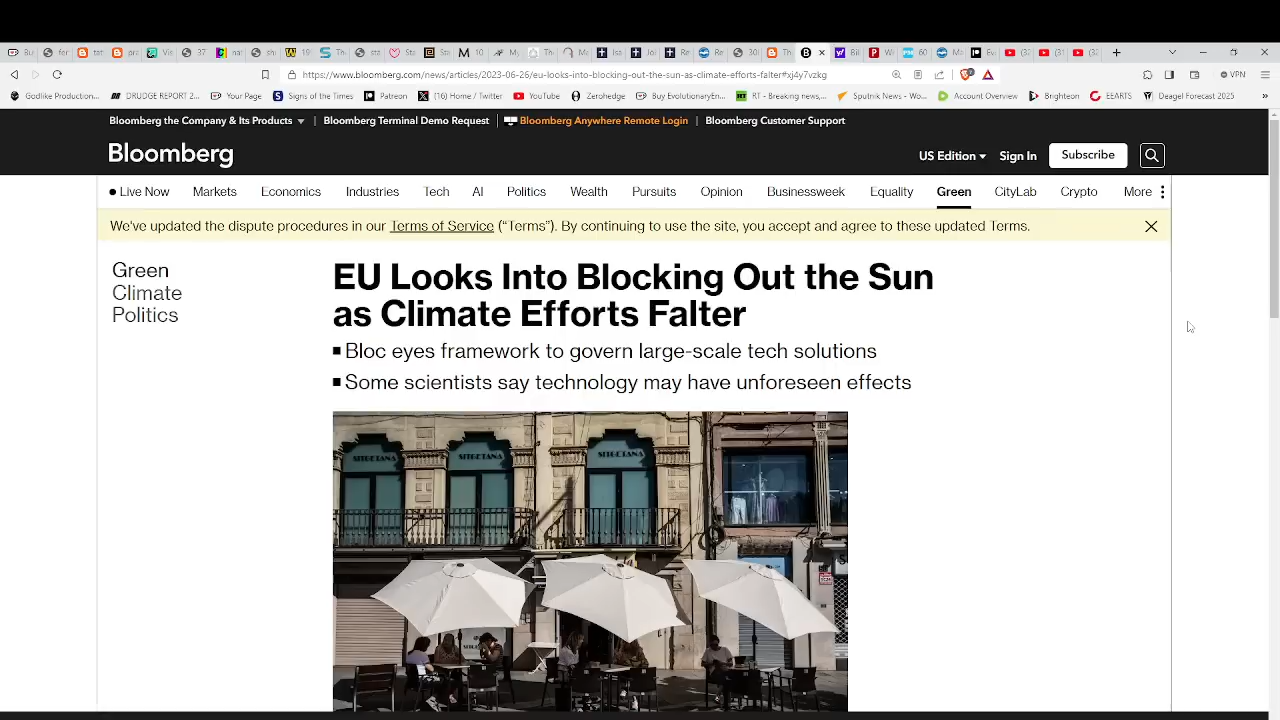 https://www.bloomberg.com/news/articles/2023-06-26/eu-looks-into-blocking-out-the-sun-as-climate-efforts-falter#xj4y7vzkg
VPN
Godlike Production... DRUDGE REPORT 2... Your Page Signs of the Times Patreon (16) Home / Twitter YouTube Zerohedge Buy EvolutionaryEn... RT - Breaking news,... Sputnik News - Wo... Account Overview Brighteon EEARTS Deagel Forecast 2025
Bloomberg the Company & Its Products | Bloomberg Terminal Demo Request | Bloomberg Anywhere Remote Login | Bloomberg Customer Support
Bloomberg
US Edition Sign In Subscribe
Live Now Markets Economics Industries Tech AI Politics Wealth Pursuits Opinion Businessweek Equality Green CityLab Crypto More
We've updated the dispute procedures in our Terms of Service (“Terms”). By continuing to use the site, you accept and agree to these updated Terms.
Green
Climate
Politics
EU Looks Into Blocking Out the Sun
as Climate Efforts Falter
Bloc eyes framework to govern large-scale tech solutions
Some scientists say technology may have unforeseen effects